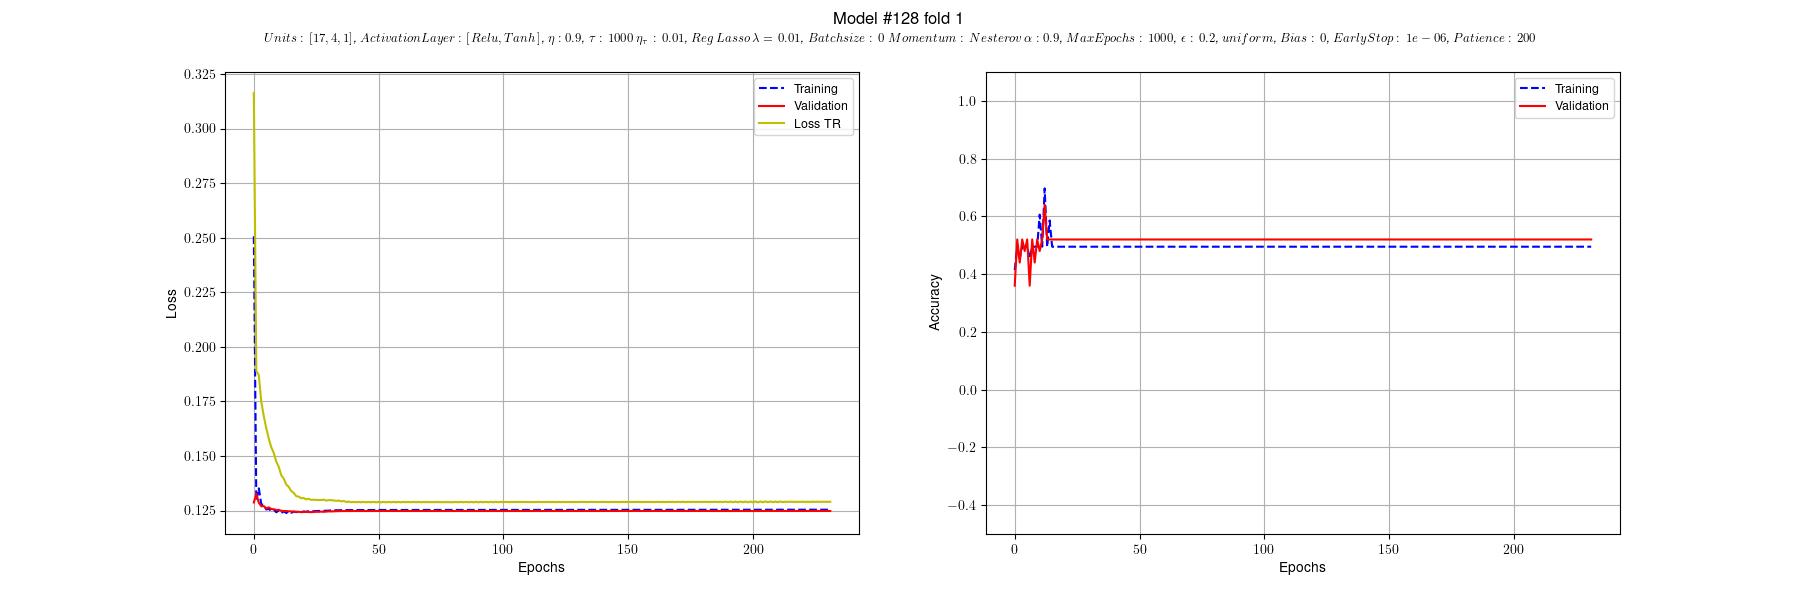 Model #128 fold 1
Units : [17, 4, 1], ActivationLayer : [Relu, Tanh], η : 0.9, τ : 1000 ητ : 0.01, Reg Lasso λ = 0.01, Batchsize : 0 Momentum : Nesterov α : 0.9, MaxEpochs : 1000, ϵ : 0.2, uniform, Bias : 0, EarlyStop : 1e − 06, Patience : 200
0.325
0.300
0.275
0.250
0.225
0.200
0.175
0.150
0.125
Loss
0 50 100 150 200
Epochs
Training
Validation
Loss TR
1.0
0.8
0.6
0.4
0.2
0.0
−0.2
−0.4
Accuracy
0 50 100 150 200
Epochs
Training
Validation